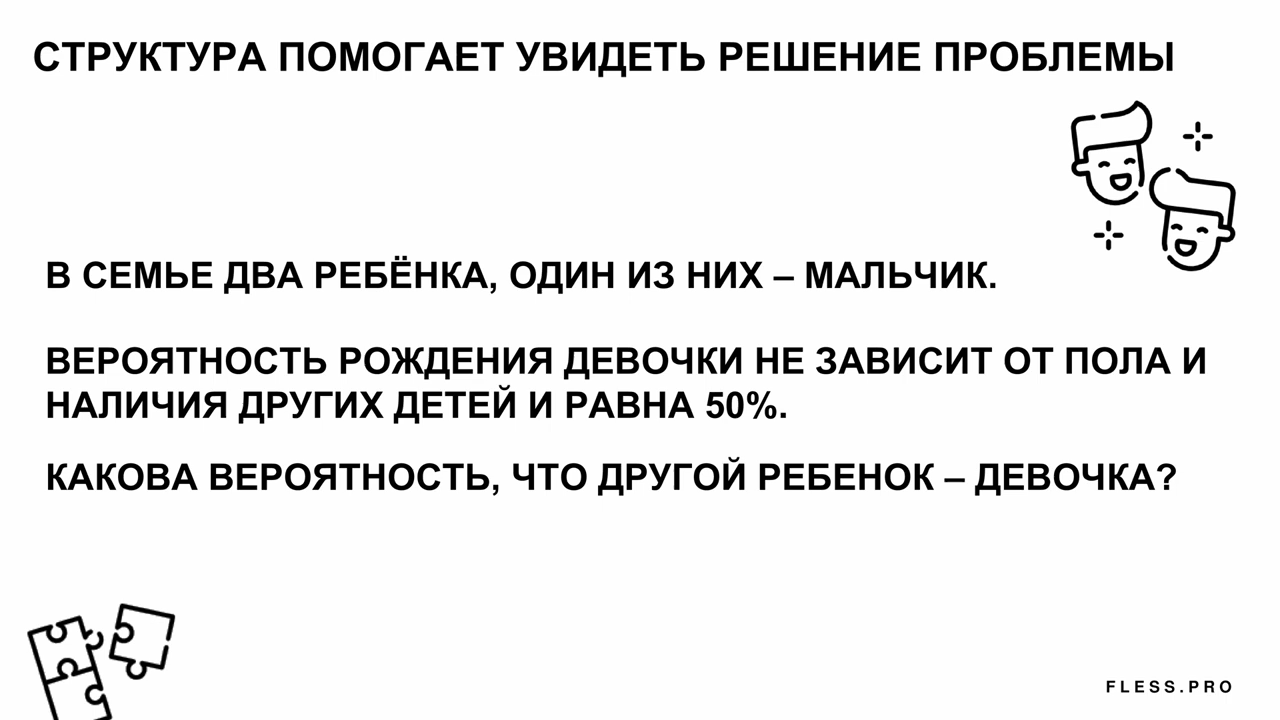 СТРУКТУРА ПОМОГАЕТ УВИДЕТЬ РЕШЕНИЕ ПРОБЛЕМЫ
В СЕМЬЕ ДВА РЕБЁНКА, ОДИН ИЗ НИХ – МАЛЬЧИК.
ВЕРОЯТНОСТЬ РОЖДЕНИЯ ДЕВОЧКИ НЕ ЗАВИСИТ ОТ ПОЛА И
НАЛИЧИЯ ДРУГИХ ДЕТЕЙ И РАВНА 50%.
КАКОВА ВЕРОЯТНОСТЬ, ЧТО ДРУГОЙ РЕБЕНОК – ДЕВОЧКА?
FLESS.PRO